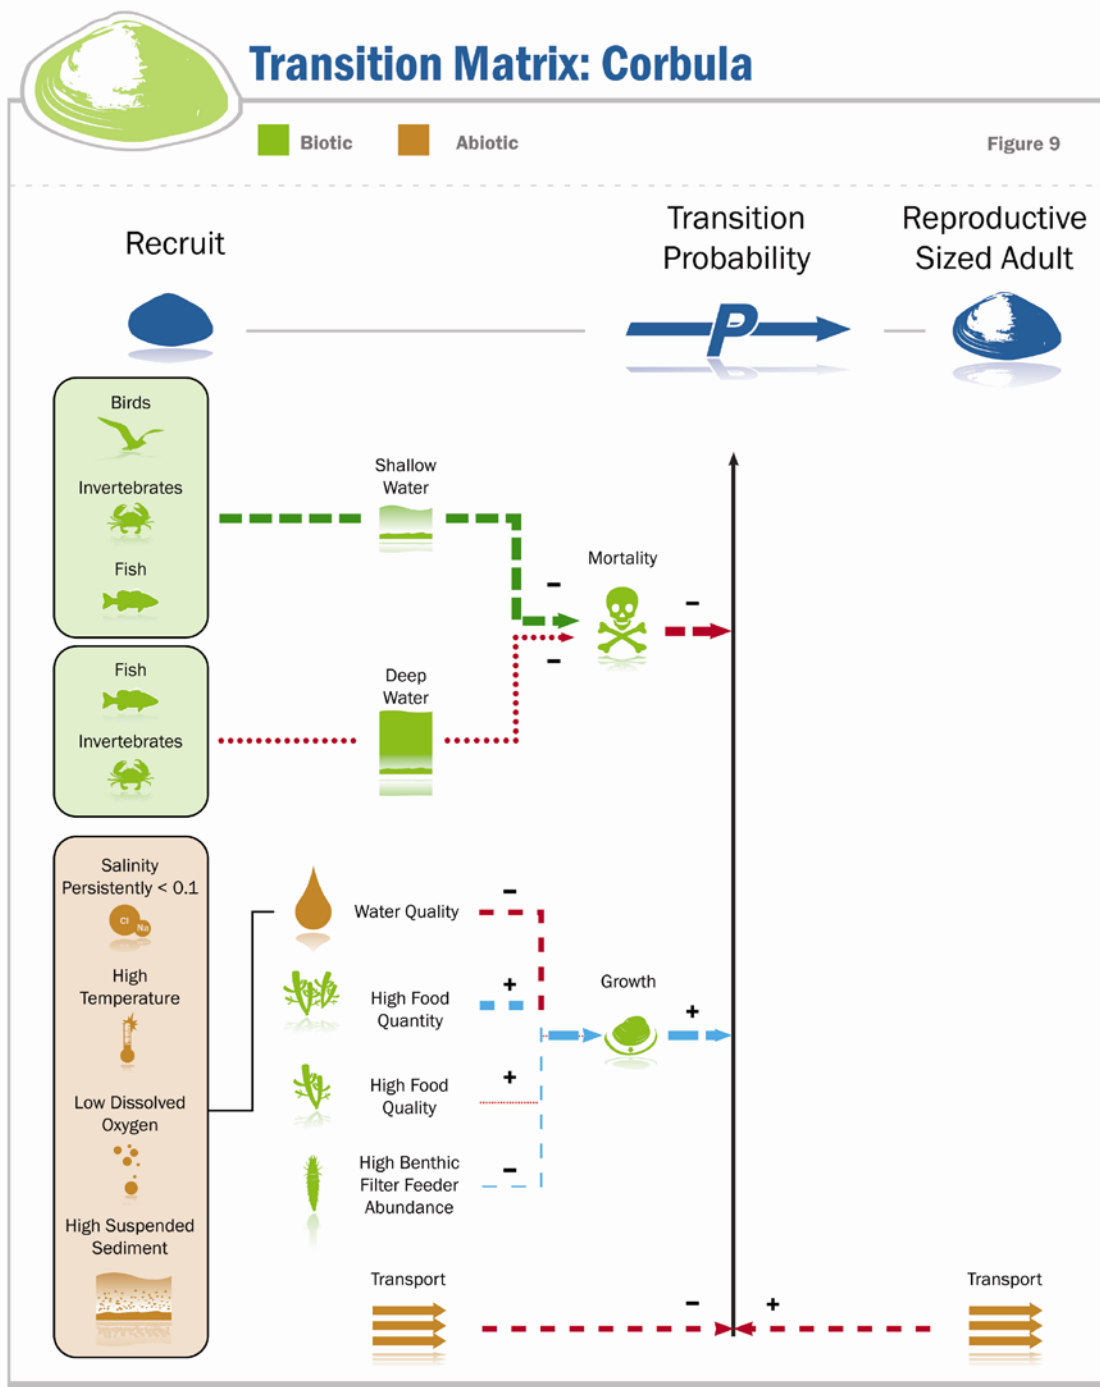 Transition Matrix: Corbula
Biotic
Abiotic
Figure 9
Recruit
Transition
Probability
Reproductive
Sized Adult
P
Birds
Invertebrates
Fish
Shallow
Water
−
Mortality
−
−
Fish
Invertebrates
Deep
Water
Salinity
Persistently < 0.1
Cl
Na
High
Temperature
Low Dissolved
Oxygen
High Suspended
Sediment
Water Quality
−
High Food
Quantity
+
High Food
Quality
+
High Benthic
Filter Feeder
Abundance
−
Growth
+
Transport
−
+
Transport